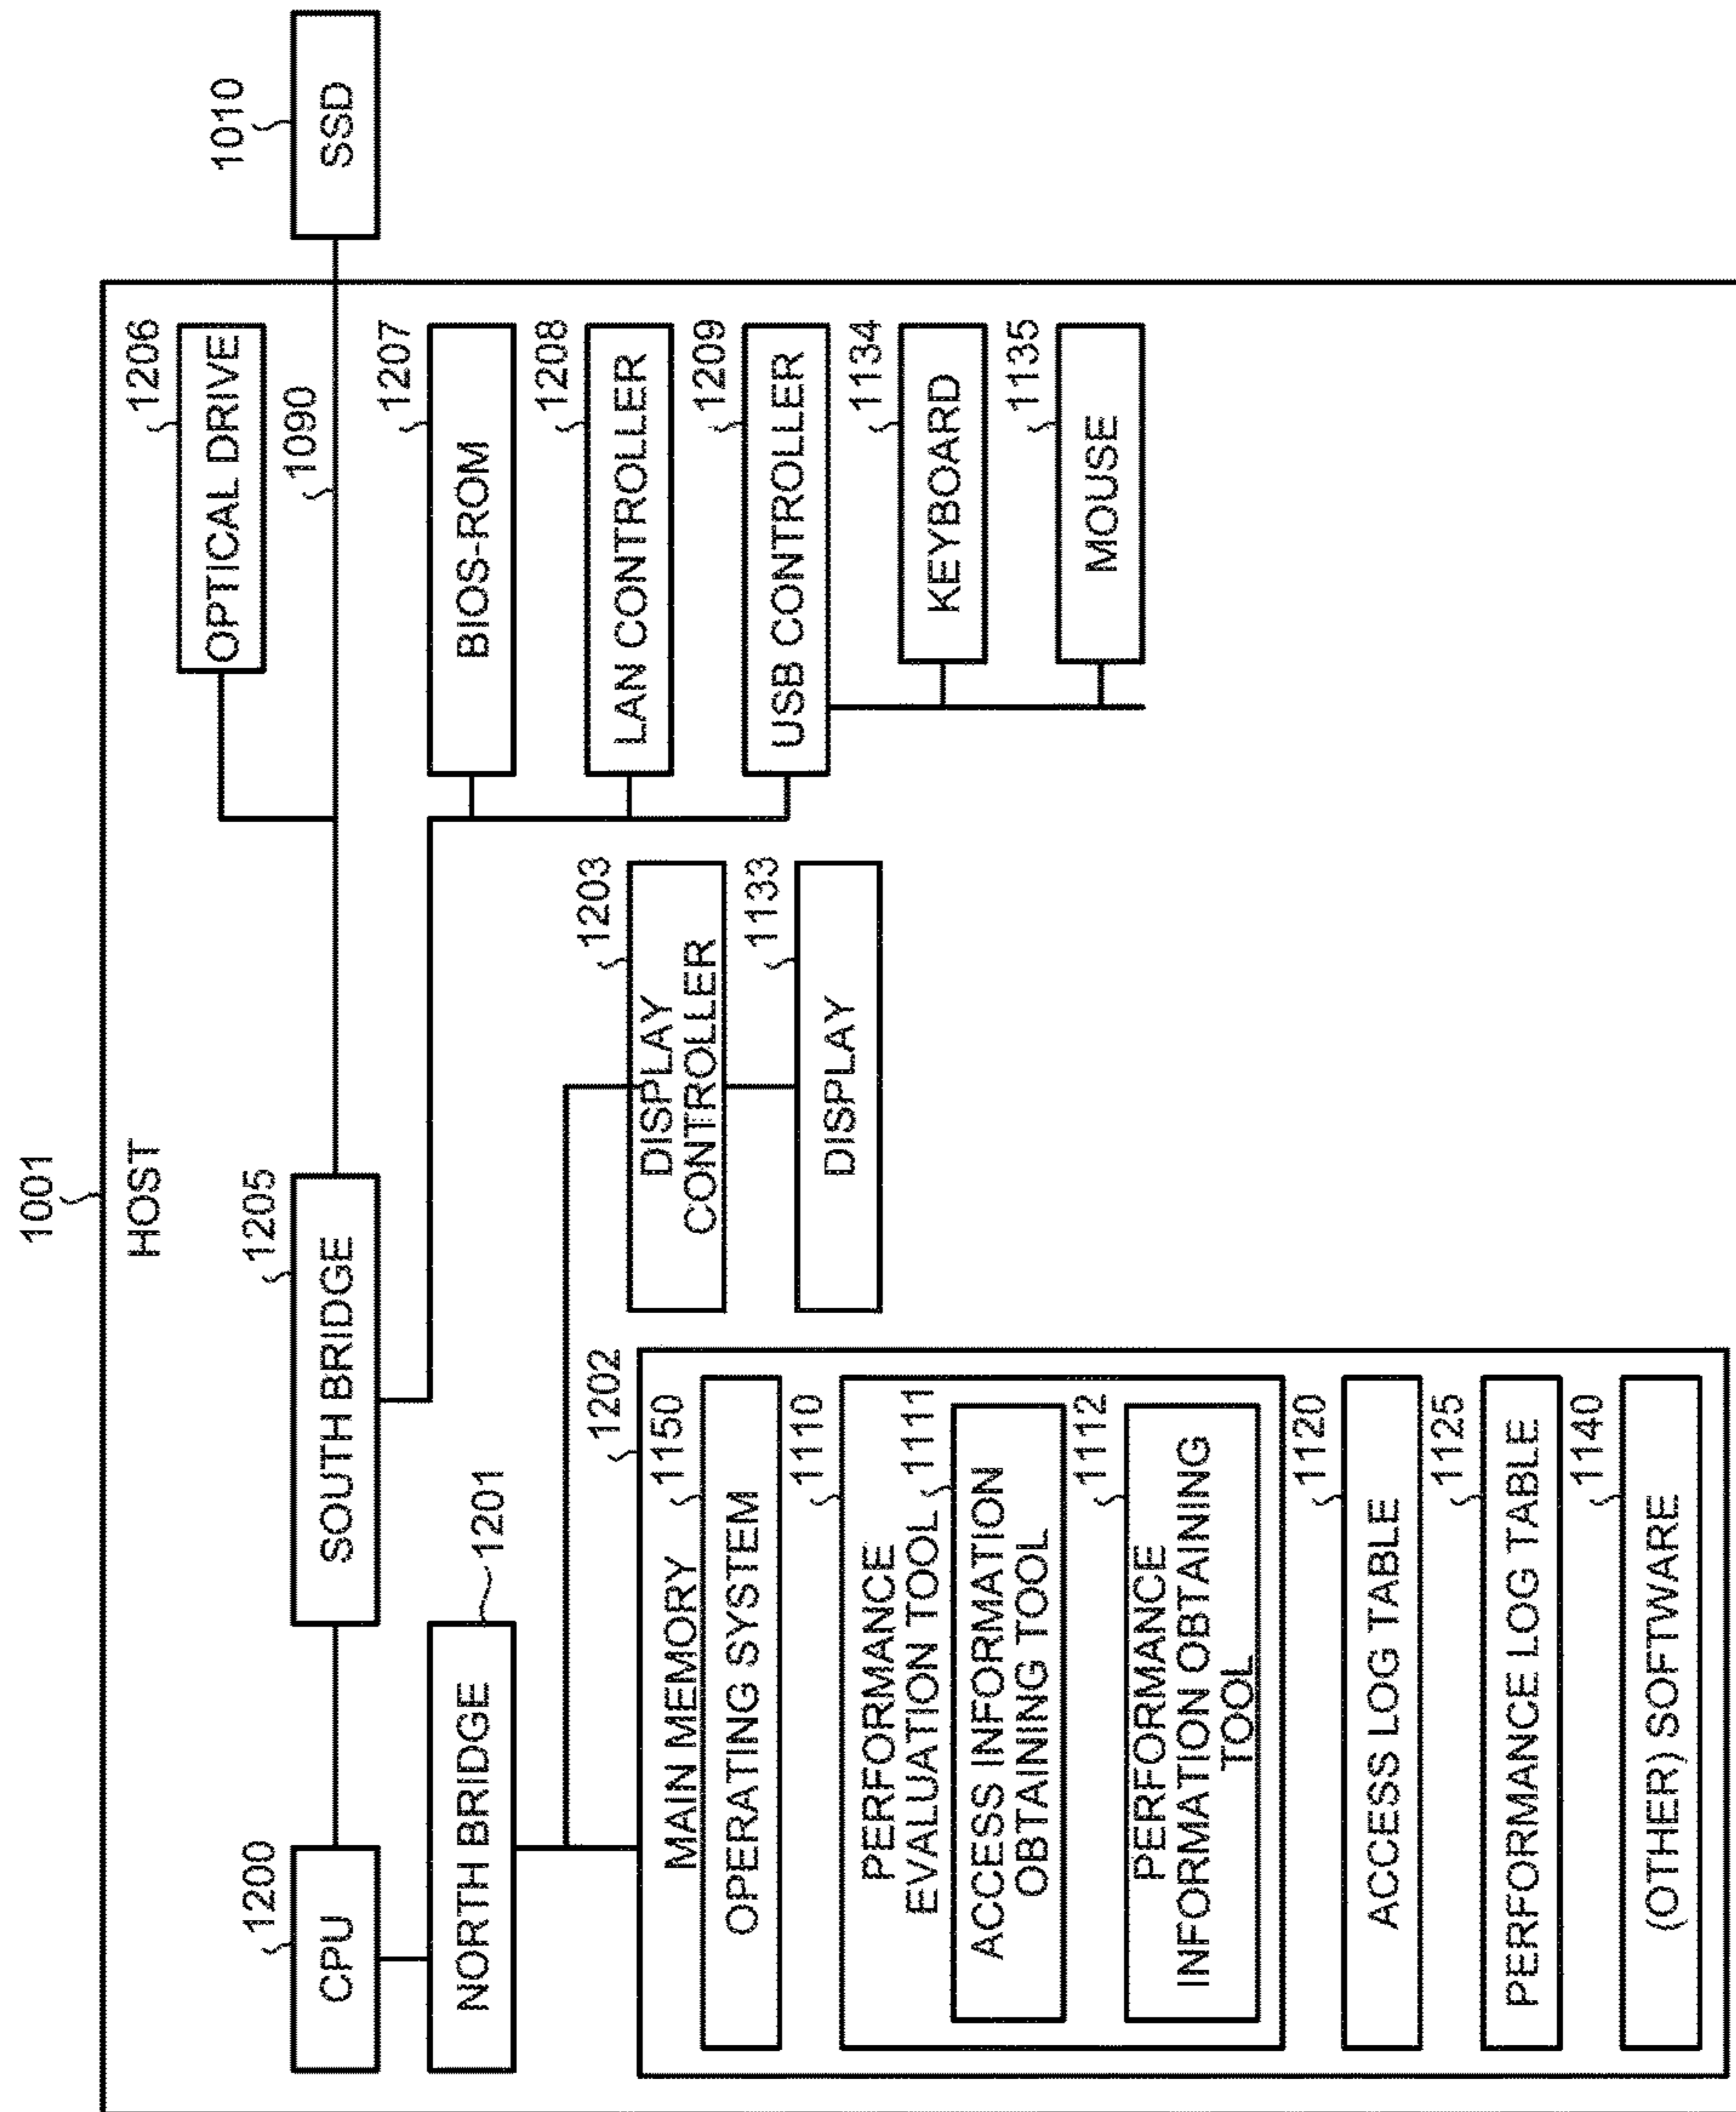 1001
HOST
1200
CPU
1205
SOUTH BRIDGE
1010
SSD
1206
OPTICAL DRIVE
1090
NORTH BRIDGE
1201
1207
BIOS-ROM
1208
LAN CONTROLLER
1209
USB CONTROLLER
1134
KEYBOARD
1135
MOUSE
1203
DISPLAY
CONTROLLER
1133
DISPLAY
1202
MAIN MEMORY
1150
OPERATING SYSTEM
1110
PERFORMANCE
EVALUATION TOOL
1111
ACCESS INFORMATION
OBTAINING TOOL
1112
PERFORMANCE
INFORMATION OBTAINING
TOOL
1120
ACCESS LOG TABLE
1125
PERFORMANCE LOG TABLE
1140
(OTHER) SOFTWARE